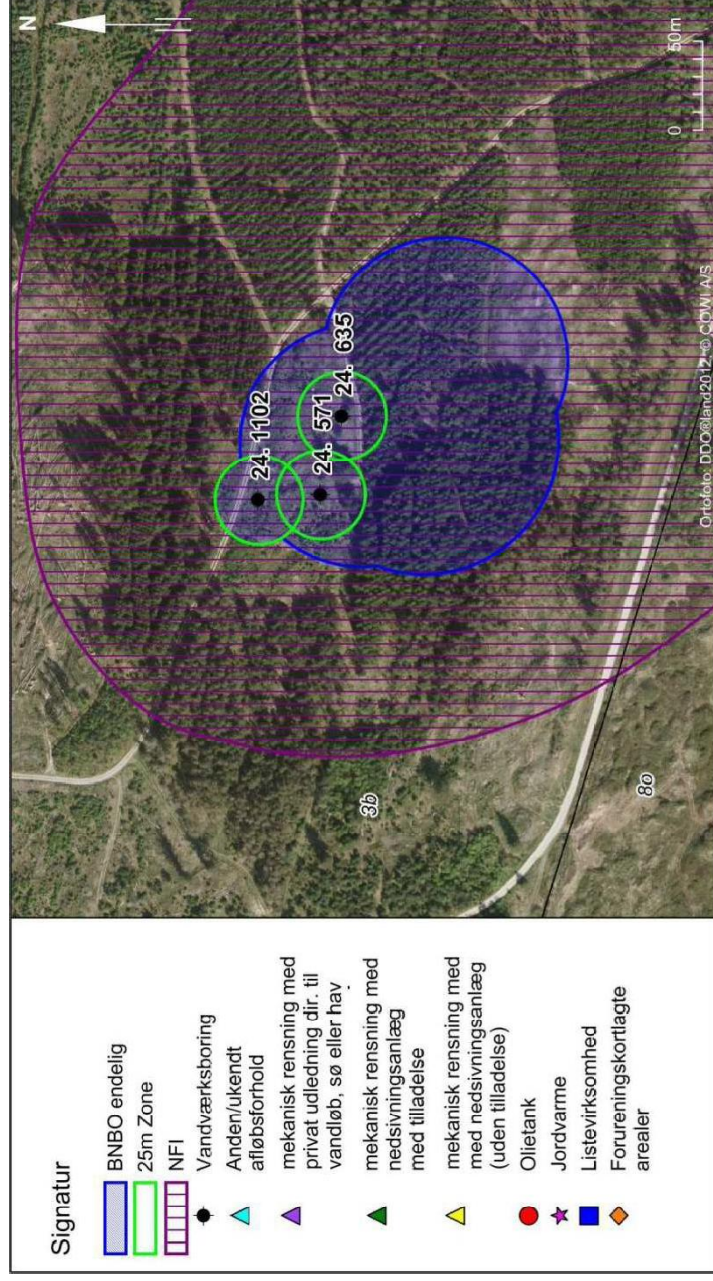 Signatur
BNBO endelig
25m Zone
NFI
Vandværksboring
Anden/ukendt
afløbsforhold
mekanisk rensning med
privat udledning dir. til
vandløb, sø eller hav
mekanisk rensning med
nedsivningsanlæg
med tilladelse
mekanisk rensning med
med nedsivningsanlæg
(uden tilladelse)
Olietank
Jordvarme
Listevirksomhed
Forureningskortlagte
arealer
N
24. 1102
24. 571
24. 635
3b
8o
0 50m
Ortofoto: DDO®land2012, © COWI A/S